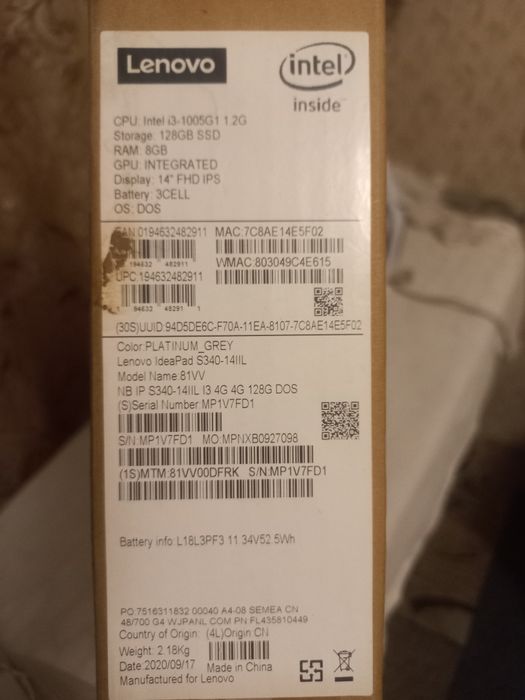 Lenovo
intel
inside
CPU: Intel i3-1005G1 1.2G
Storage: 128GB SSD
RAM: 8GB
GPU: INTEGRATED
Display: 14" FHD IPS
Battery: 3CELL
OS: DOS
EAN:0194632482911 MAC:7C8AE14E5F02
194632 482911
WMAC:803049C4E615
UPC:194632482911
94632 48291 1
(30S)UUID:94D5DE6C-F70A-11EA-8107-7C8AE14E5F02
Color PLATINUM_GREY
Lenovo IdeaPad S340-14IIL
Model Name:81VV
NB IP S340-14IIL I3 4G 4G 128G DOS
(S)Serial Number MP1V7FD1
S/N:MP1V7FD1 MO:MPNXB0927098
(1S)MTM:81VV00DFRK S/N:MP1V7FD1
Battery info: L18L3PF3 11.34V52.5Wh
PO 7516311832 00040 A4-08 SEMEA CN
48/700 G4 WJPANL COM PN:FL435810449
Country of Origin: (4L)Origin CN
Weight: 2.18Kg
Date:2020/09/17 Made in China
Manufactured for Lenovo